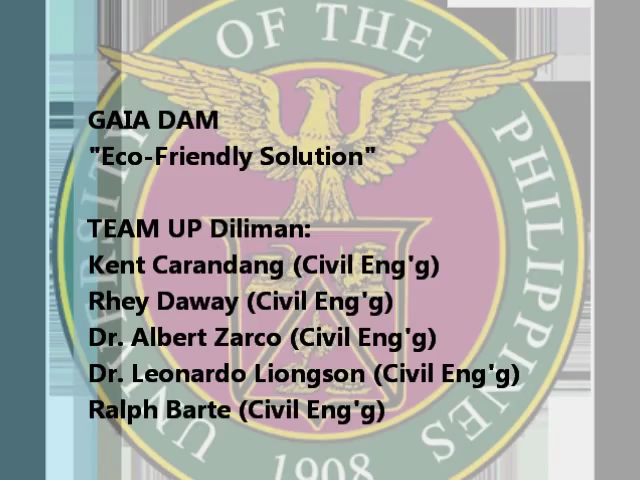 UNIVERSITY OF THE PHILIPPINES
1908
GAIA DAM
"Eco-Friendly Solution"
TEAM UP Diliman:
Kent Carandang (Civil Eng'g)
Rhey Daway (Civil Eng'g)
Dr. Albert Zarco (Civil Eng'g)
Dr. Leonardo Liongson (Civil Eng'g)
Ralph Barte (Civil Eng'g)